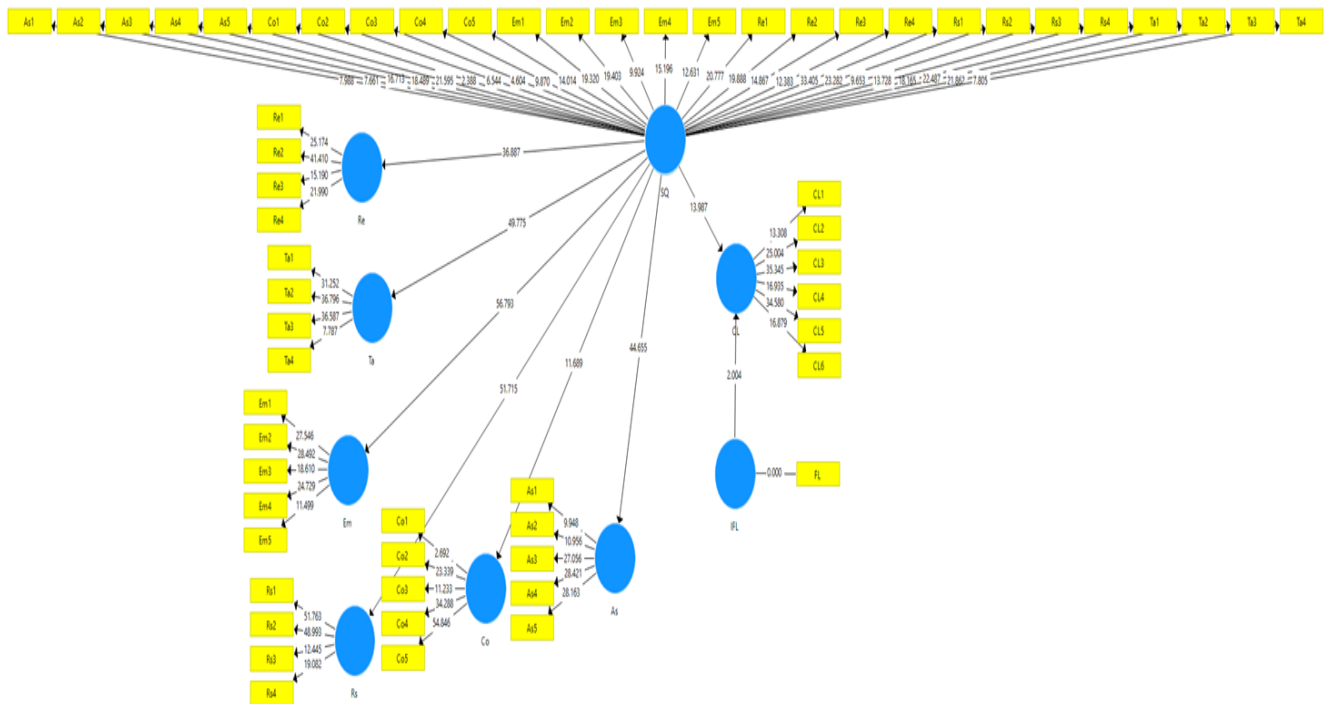 As1 As2 As3 As4 As5 Co1 Co2 Co3 Co4 Co5 Em1 Em2 Em3 Em4 Em5 Re1 Re2 Re3 Re4 Rs1 Rs2 Rs3 Rs4 Ta1 Ta2 Ta3 Ta4
7.988 7.661 16.713 18.489 21.595 2.388 6.544 4.604 9.870 14.014 19.320 19.403 9.924 15.196 12.631 20.777 19.888 14.867 12.383 33.405 23.282 9.653 13.728 18.165 22.487 21.862 7.805
SQ
Re1
Re2
Re3
Re4
25.174
41.410
15.190
21.990
Re
36.887
Ta1
Ta2
Ta3
Ta4
31.252
36.796
36.587
7.787
Ta
49.775
Em1
Em2
Em3
Em4
Em5
27.546
28.492
18.610
24.729
11.499
Em
56.793
Rs1
Rs2
Rs3
Rs4
51.763
48.993
12.445
19.082
Rs
51.715
Co1
Co2
Co3
Co4
Co5
2.692
23.339
11.233
34.288
54.846
Co
11.689
As1
As2
As3
As4
As5
9.948
10.956
27.056
28.421
28.163
As
44.655
13.987
CL1
CL2
CL3
CL4
CL5
CL6
13.308
25.004
35.345
16.935
34.580
16.879
CL
2.004
0.000
FL
IFL